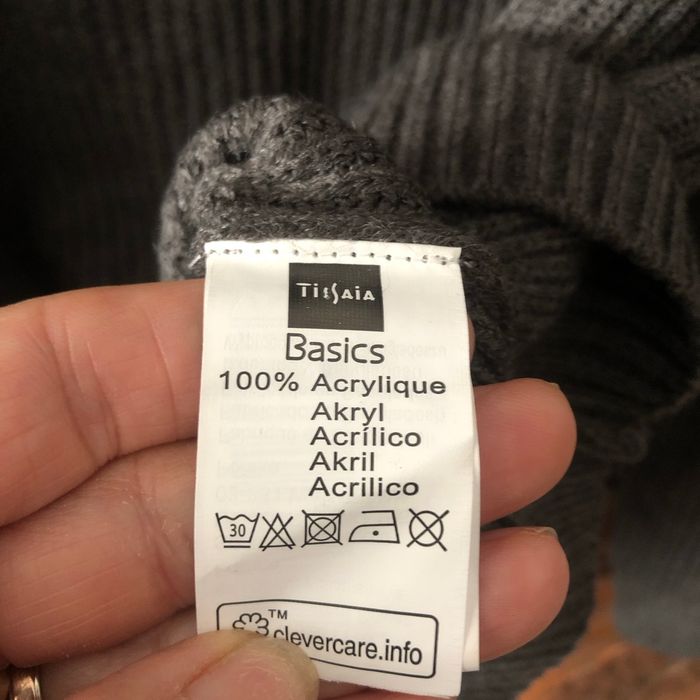 TISSAIA
Basics
100% Acrylique
Akryl
Acrílico
Akril
Acrilico
30
TM
clevercare.info